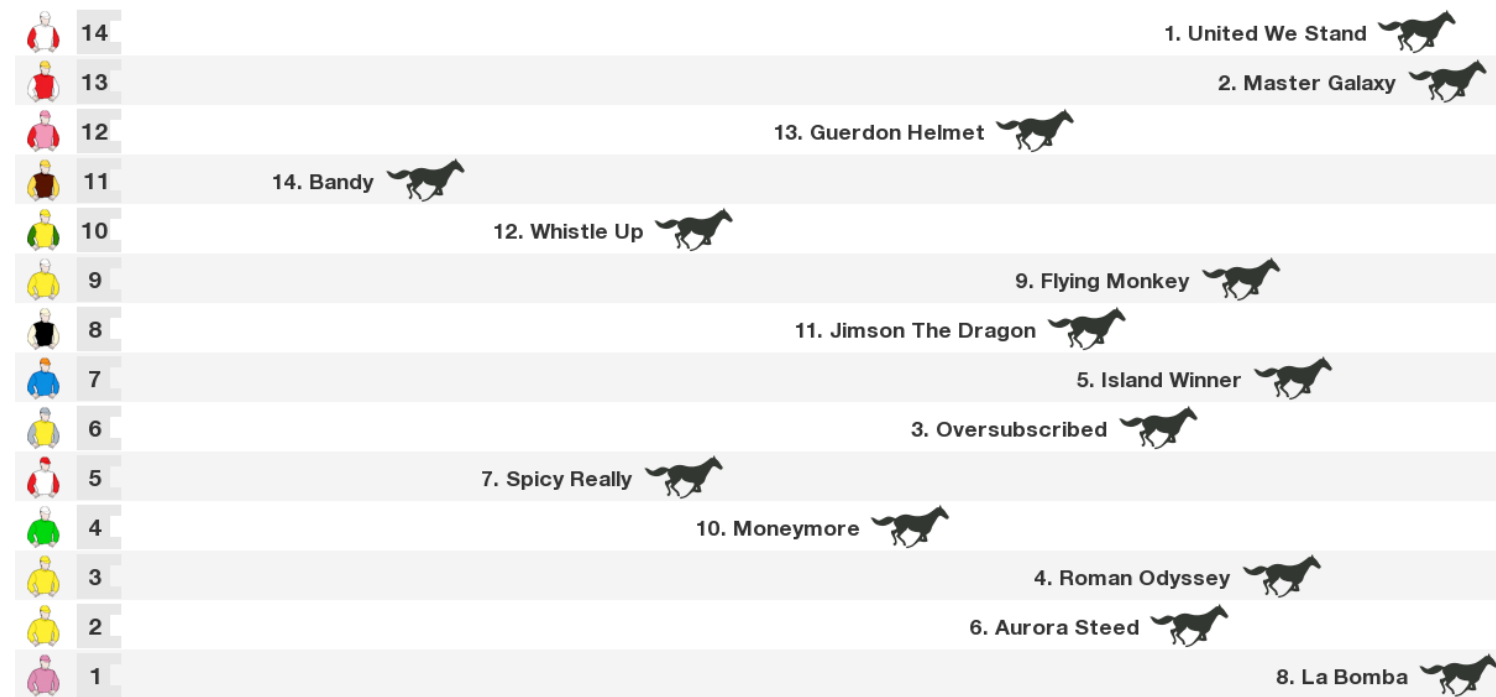 14 1. United We Stand
13 2. Master Galaxy
12 13. Guerdon Helmet
11 14. Bandy
10 12. Whistle Up
9 9. Flying Monkey
8 11. Jimson The Dragon
7 5. Island Winner
6 3. Oversubscribed
5 7. Spicy Really
4 10. Moneymore
3 4. Roman Odyssey
2 6. Aurora Steed
1 8. La Bomba